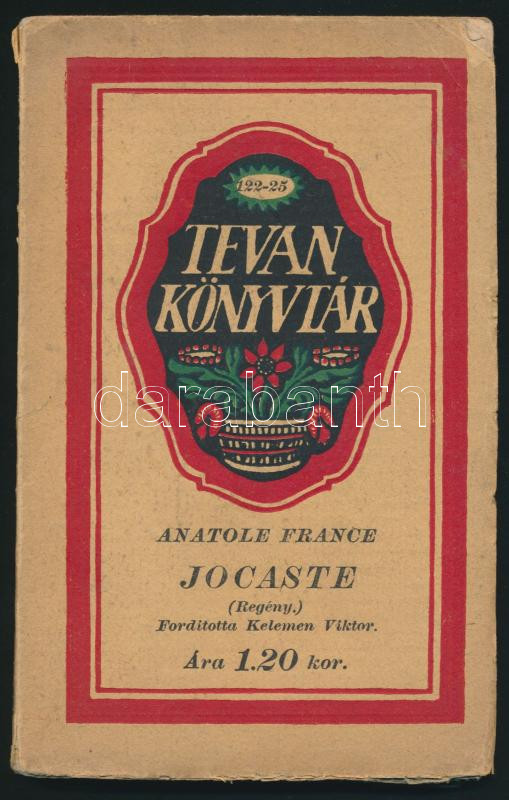 122-25
TEVAN
KÖNYVTÁR
darabanth
ANATOLE FRANCE
JOCASTE
(Regény.)
Forditotta Kelemen Viktor.
Ára 1.20 kor.